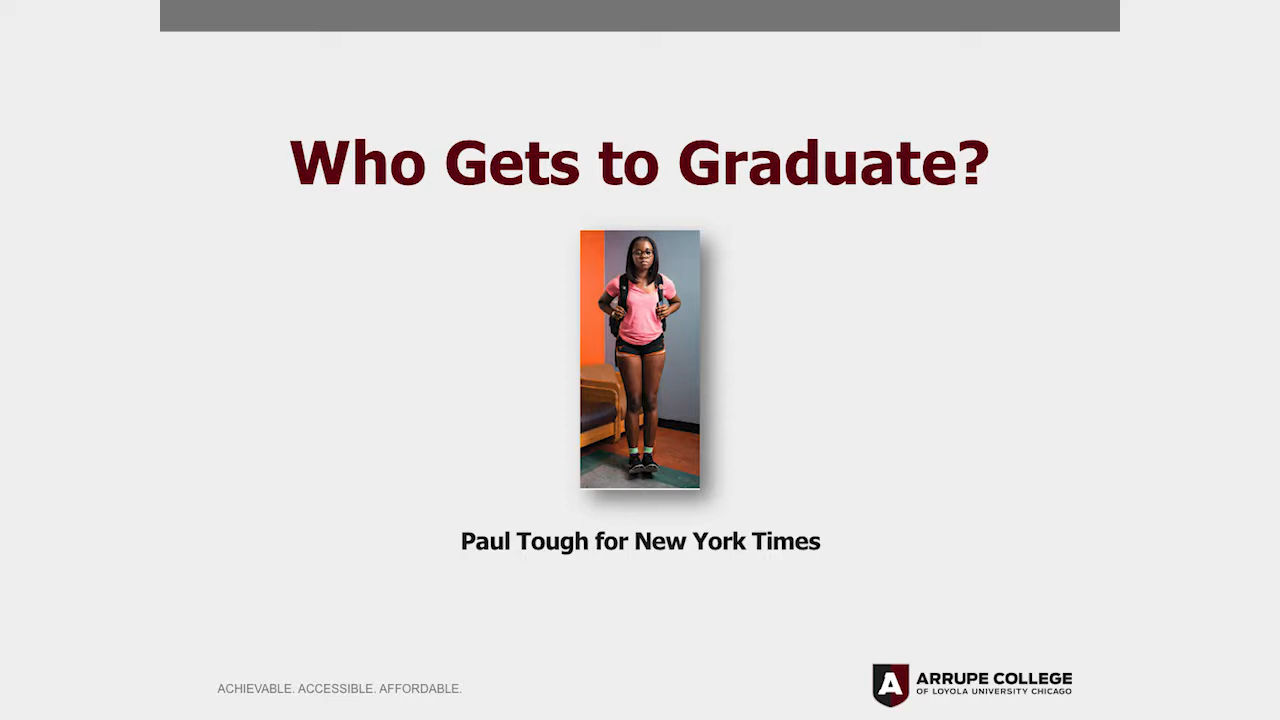 Who Gets to Graduate?
Paul Tough for New York Times
ACHIEVABLE. ACCESSIBLE. AFFORDABLE.
A
ARRUPE COLLEGE
OF LOYOLA UNIVERSITY CHICAGO